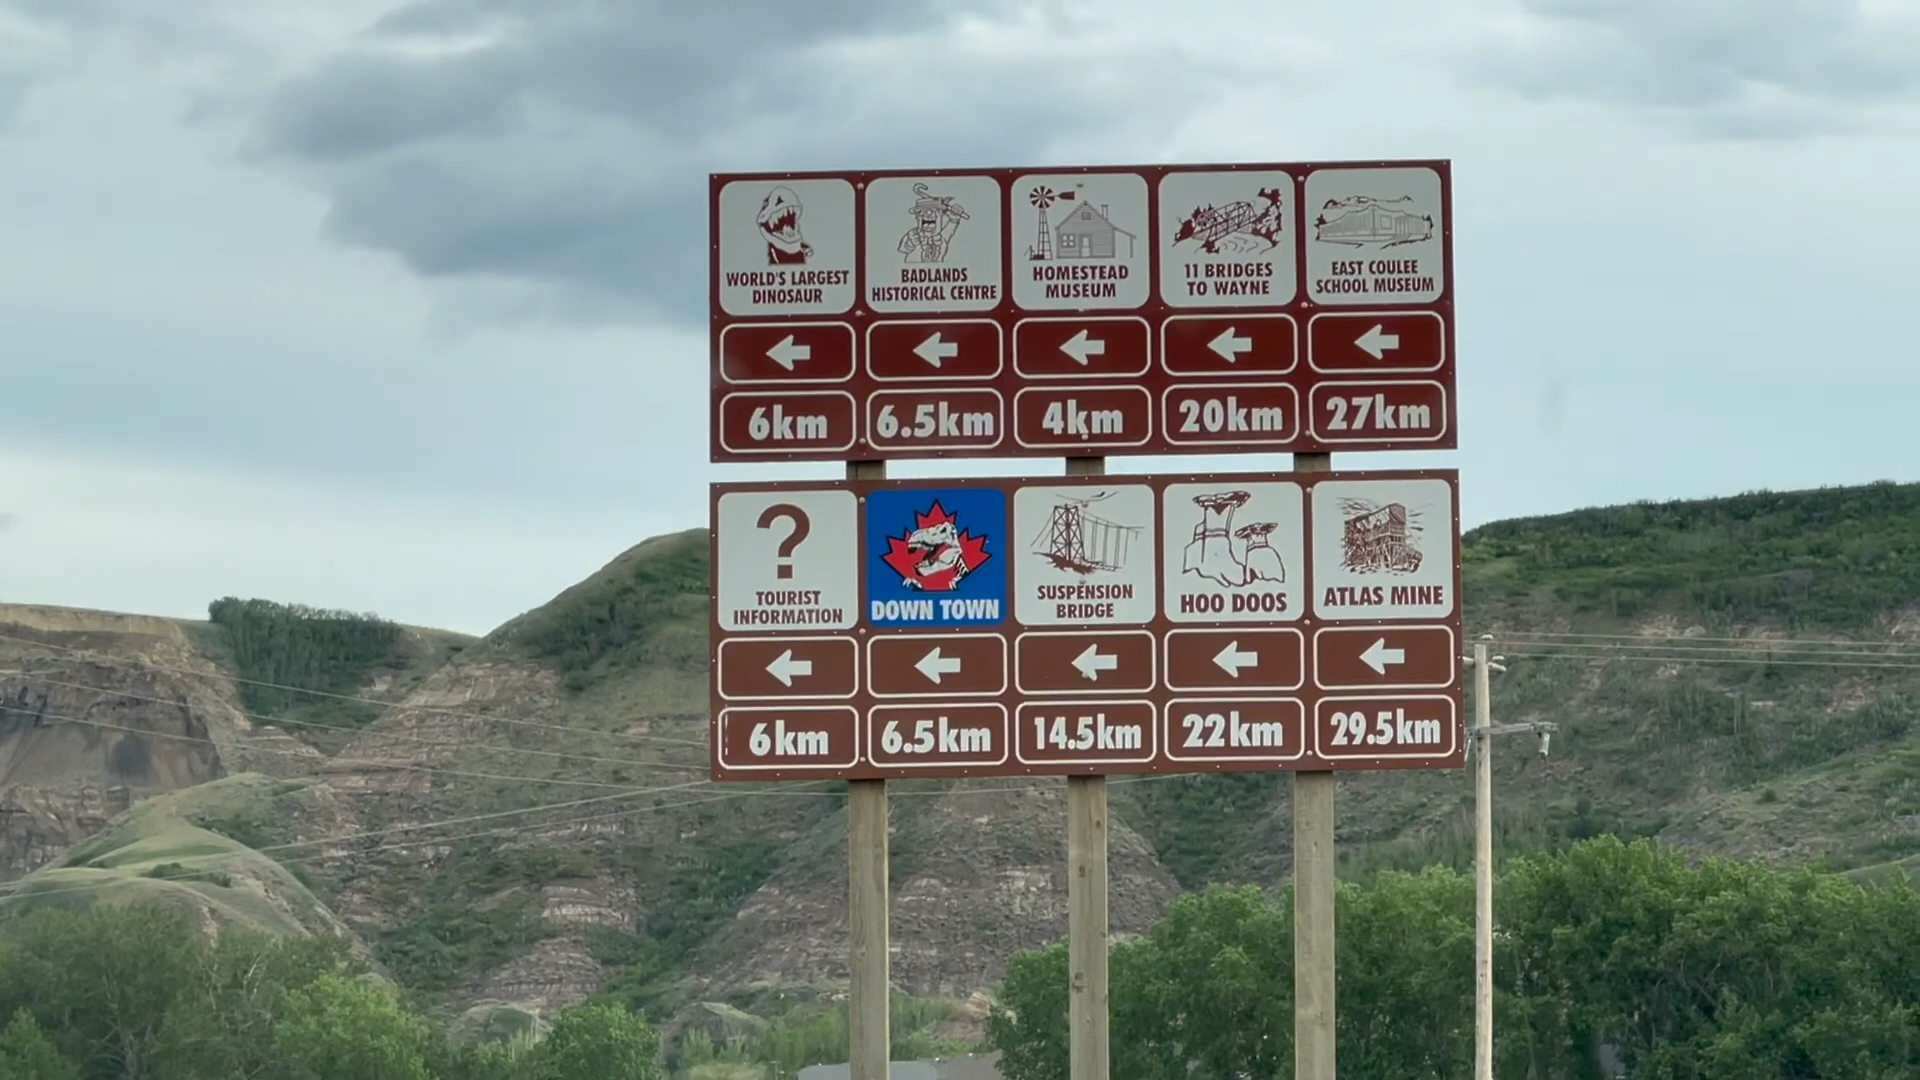 WORLD'S LARGEST
DINOSAUR
BADLANDS
HISTORICAL CENTRE
HOMESTEAD
MUSEUM
11 BRIDGES
TO WAYNE
EAST COULEE
SCHOOL MUSEUM
6km
6.5km
4km
20km
27km
?
TOURIST
INFORMATION
DOWN TOWN
SUSPENSION
BRIDGE
HOO DOOS
ATLAS MINE
6km
6.5km
14.5km
22km
29.5km